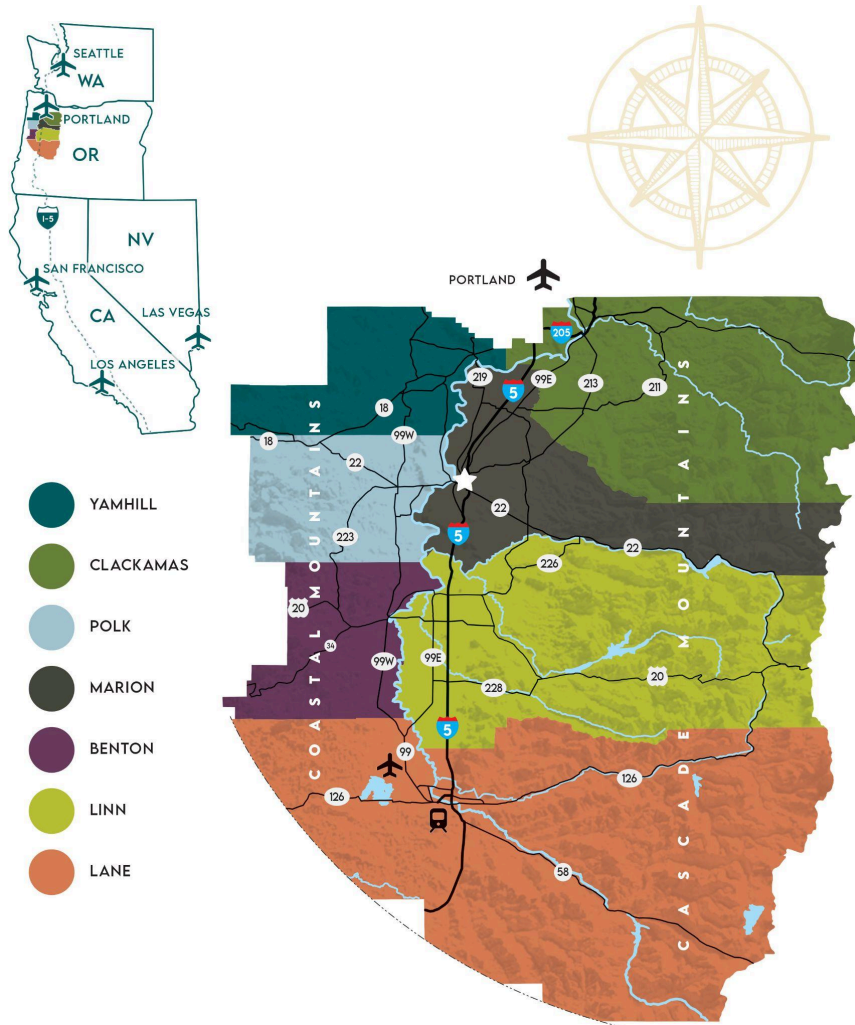 SEATTLE
WA
PORTLAND
OR
I-5
NV
SAN FRANCISCO
CA
LAS VEGAS
LOS ANGELES
PORTLAND
205
219
5
99E
213
211
18
99W
18
22
22
223
5
226
22
20
34
99W
99E
228
20
5
99
126
126
58
COASTAL MOUNTAINS
CASCADE MOUNTAINS
YAMHILL
CLACKAMAS
POLK
MARION
BENTON
LINN
LANE